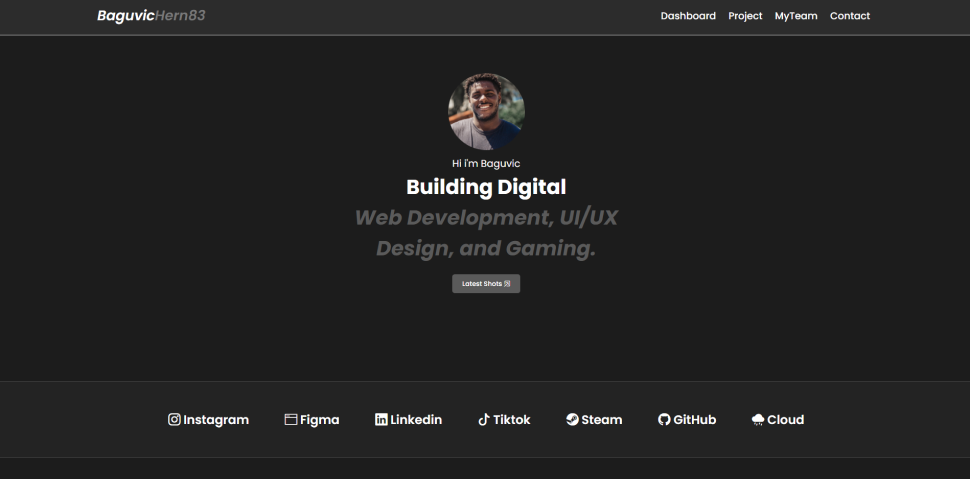 BaguvicHern83
Dashboard Project MyTeam Contact
Hi i'm Baguvic
Building Digital
Web Development, UI/UX
Design, and Gaming.
Latest Shots
Instagram Figma Linkedin Tiktok Steam GitHub Cloud